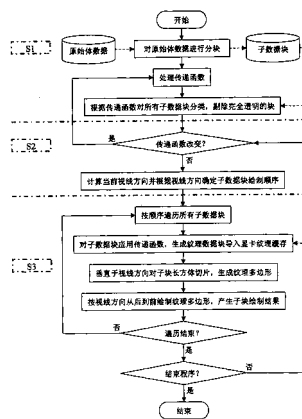 开始
S1
原始体数据
对原始体数据进行分块
子数据块
处理传递函数
根据传递函数对所有子数据块分类，剔除完全透明的块
是
S2
传递函数改变？
否
计算当前视线方向并根据视线方向确定子数据块绘制顺序
按顺序遍历所有子数据块
对子数据块应用传递函数，生成纹理数据块导入显卡纹理缓存
S3
垂直于视线方向对子块长方体切片，生成纹理多边形
按视线方向从后到前绘制纹理多边形，产生子块绘制结果
否
遍历结束？
是
否
结束程序？
是
结束